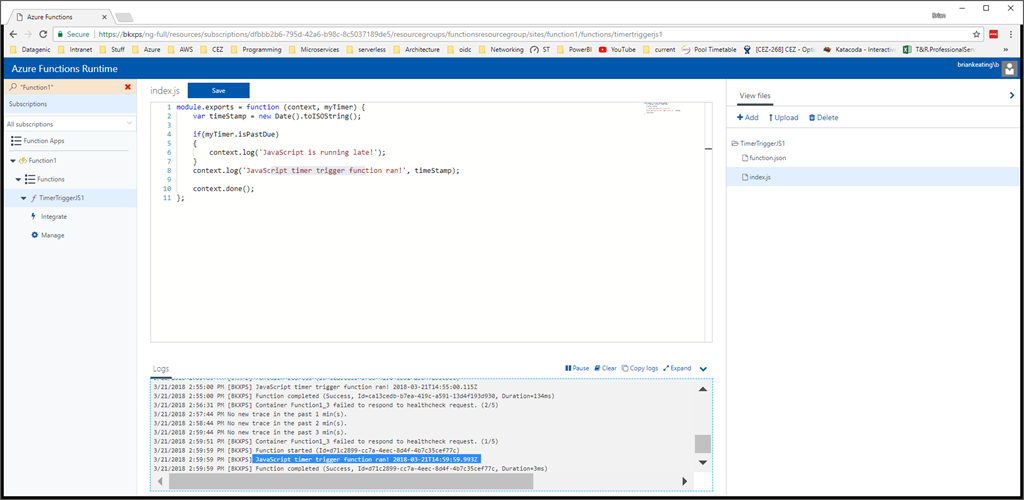 Azure Functions
Brian
Secure
https://bkxps/ng-full/resources/subscriptions/dfbbb2b6-795d-42a6-b98c-8c5037189de5/resourcegroups/functionsresourcegroup/sites/function1/functions/timertriggerjs1
Datagenic Intranet Stuff Azure AWS CEZ Programming Microservices serverless Architecture oidc Networking ST PowerBI YouTube current Pool Timetable [CEZ-268] CEZ - Opti Katacoda - Interactiv T&R.ProfessionalServ »
Azure Functions Runtime
briankeating\b
"Function1"
Subscriptions
All subscriptions
Function Apps
Function1
Functions
TimerTriggerJS1
Integrate
Manage
index.js
Save
1 module.exports = function (context, myTimer) {
2 var timeStamp = new Date().toISOString();
3
4 if(myTimer.isPastDue)
5 {
6 context.log('JavaScript is running late!');
7 }
8 context.log('JavaScript timer trigger function ran!', timeStamp);
9
10 context.done();
11 };
View files
Add Upload Delete
TimerTriggerJS1
function.json
index.js
Logs
Pause Clear Copy logs Expand
3/21/2018 2:55:00 PM [BKXPS] JavaScript timer trigger function ran! 2018-03-21T14:55:00.115Z
3/21/2018 2:55:00 PM [BKXPS] Function completed (Success, Id=ca13cedb-b7ea-419c-a591-13d4f193d930, Duration=134ms)
3/21/2018 2:56:31 PM [BKXPS] Container Function1_3 failed to respond to healthcheck request. (2/5)
3/21/2018 2:57:44 PM No new trace in the past 1 min(s).
3/21/2018 2:58:44 PM No new trace in the past 2 min(s).
3/21/2018 2:59:44 PM No new trace in the past 3 min(s).
3/21/2018 2:59:51 PM [BKXPS] Container Function1_3 failed to respond to healthcheck request. (1/5)
3/21/2018 2:59:59 PM [BKXPS] Function started (Id=d71c2899-cc7a-4eec-8d4f-4b7c35cef77c)
3/21/2018 2:59:59 PM [BKXPS] JavaScript timer trigger function ran! 2018-03-21T14:59:59.993Z
3/21/2018 2:59:59 PM [BKXPS] Function completed (Success, Id=d71c2899-cc7a-4eec-8d4f-4b7c35cef77c, Duration=3ms)